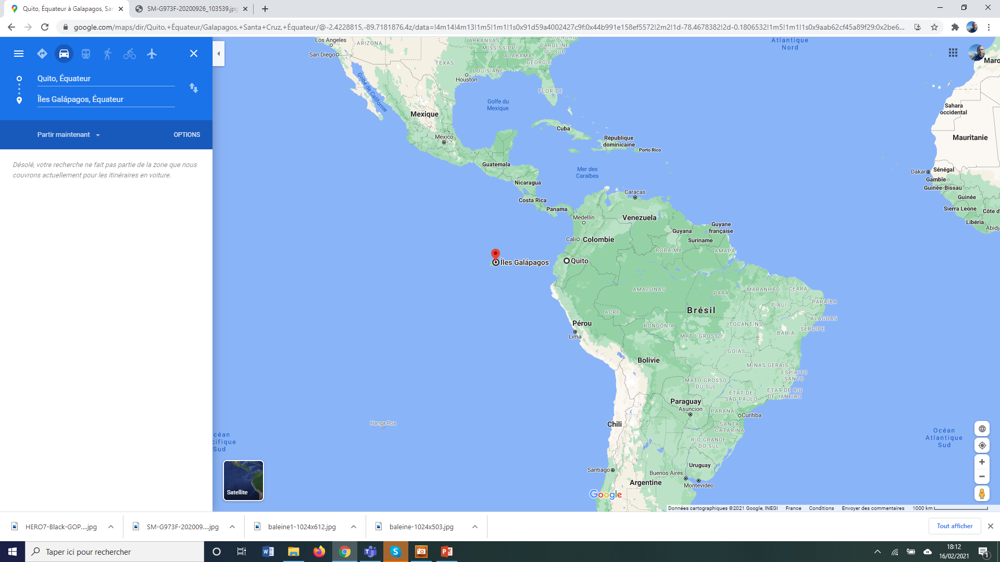 Quito, Équateur à Galapagos, Sar
SM-G973F-20200926_103539.jpg
google.com/maps/dir/Quito,+Équateur/Galapagos,+Santa+Cruz,+Équateur/@-2.4228815,-89.7181876,4z/data=!4m14!4m13!1m5!1m1!1s0x91d59a4002427c9f:0x44b991e158ef5572!2m2!1d-78.4678382!2d-0.1806532!1m5!1m1!1s0x9aab62cf45a89f29:0x2be6...
Quito, Équateur
Îles Galápagos, Équateur
Partir maintenant
OPTIONS
Désolé, votre recherche ne fait pas partie de la zone que nous
couvrons actuellement pour les itinéraires en voiture.
Los Angeles
San Diego
ARIZONA
ARKANSAS
MISSISSIPPI
ALABAMA
CAROLINE
DU SUD
DU NORD
GÉORGIE
TEXAS
LOUISIANE
Houston
FLORIDE
Golfe de Californie
Golfe du
Mexique
Mexique
Mexico
Cuba
République
dominicaine
Porto Rico
Guatemala
Nicaragua
Costa Rica
Panama
Mer des
Caraïbes
Caracas
Medellín
Venezuela
Guyana
Guyane
française
Suriname
Cali
Colombie
RORAIMA
AMAPÁ
Îles Galápagos
Quito
AMAZONAS
PARÁ
MARANHÃO
CEARÁ
PIAUÍ
PARAÍBA
ALAGOAS
SERGIPE
ACRE
Brésil
RONDÔNIA
TOCANTINS
BAHIA
MATO GROSSO
Pérou
Lima
GOIÁS
Bolivie
MINAS GERAIS
ESPÍRITO
SANTO
MATO GROSSO
DU SUL
ÉTAT DE
SÃO PAULO
ÉTAT DE RIO
DE JANEIRO
Paraguay
Asuncion
PARANÁ
Curitiba
SANTA
CATARINA
Chili
RIO GRANDE
DO SUL
Uruguay
Santiago
Buenos Aires
Montevideo
Argentine
Hanga Roa
céan
cifique
Sud
Atlantique
Nord
Maro
Sahara
occidental
Mauritanie
Dakar
Sénégal
Gambie
Guinée-Bissau
Guinée
Sierra Leone
Côte d'
Libéria
Abidj
Océan
Atlantique
Sud
Satellite
Google
Données cartographiques ©2021 Google, INEGI
France
Conditions
Envoyer des commentaires
1000 km
HERO7-Black-GOP....jpg
SM-G973F-202009....jpg
baleine1-1024x612.jpg
baleine-1024x503.jpg
Tout afficher
Taper ici pour rechercher
18:12
16/02/2021
1